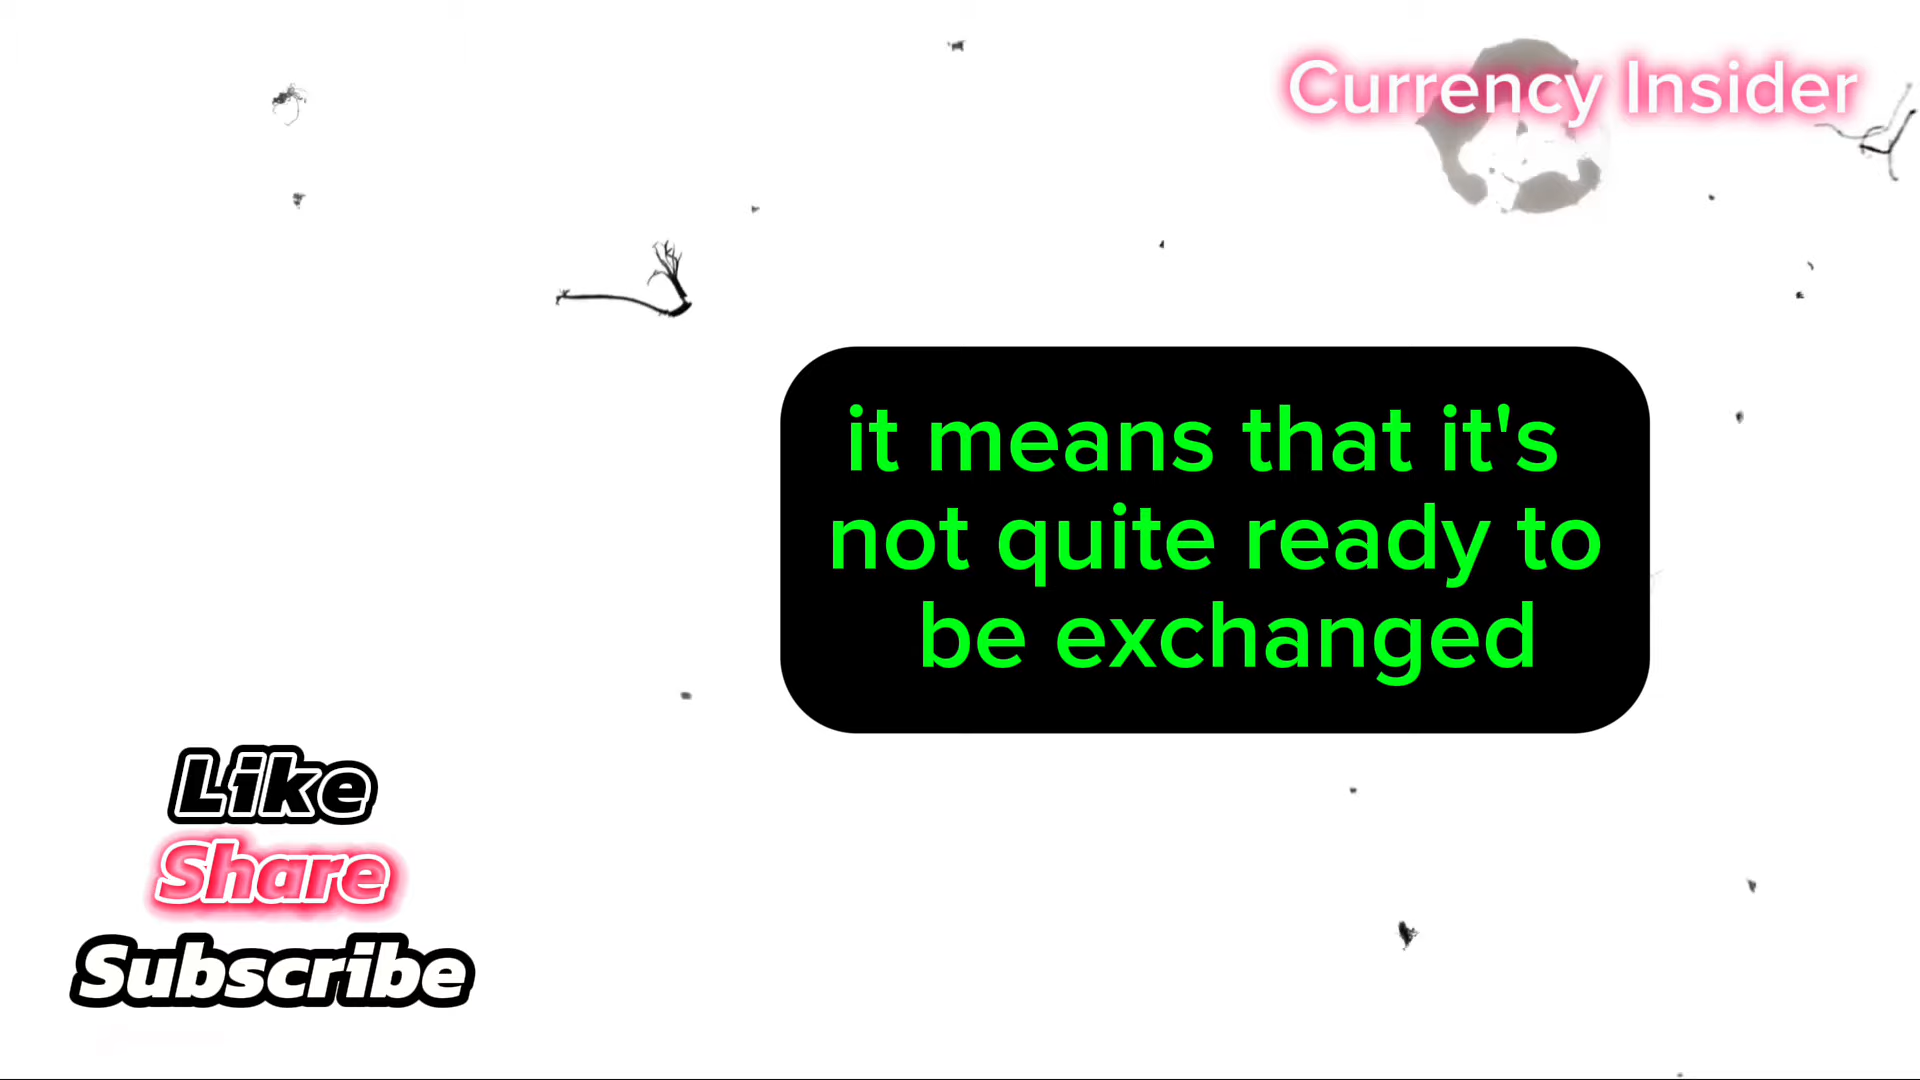 Currency Insider
it means that it's
not quite ready to
be exchanged
Like
Share
Subscribe